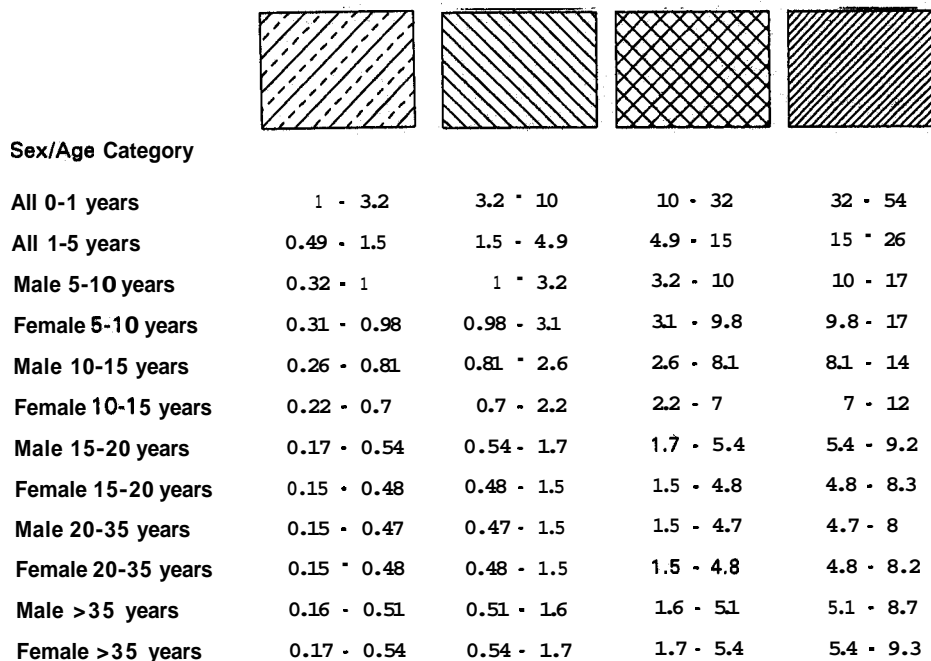 Sex/Age Category
All 0-1 years 1 - 3.2 3.2 - 10 10 - 32 32 - 54
All 1-5 years 0.49 - 1.5 1.5 - 4.9 4.9 - 15 15 - 26
Male 5-10 years 0.32 - 1 1 - 3.2 3.2 - 10 10 - 17
Female 5-10 years 0.31 - 0.98 0.98 - 3.1 3.1 - 9.8 9.8 - 17
Male 10-15 years 0.26 - 0.81 0.81 - 2.6 2.6 - 8.1 8.1 - 14
Female 10-15 years 0.22 - 0.7 0.7 - 2.2 2.2 - 7 7 - 12
Male 15-20 years 0.17 - 0.54 0.54 - 1.7 1.7 - 5.4 5.4 - 9.2
Female 15-20 years 0.15 - 0.48 0.48 - 1.5 1.5 - 4.8 4.8 - 8.3
Male 20-35 years 0.15 - 0.47 0.47 - 1.5 1.5 - 4.7 4.7 - 8
Female 20-35 years 0.15 - 0.48 0.48 - 1.5 1.5 - 4.8 4.8 - 8.2
Male >35 years 0.16 - 0.51 0.51 - 1.6 1.6 - 5.1 5.1 - 8.7
Female >35 years 0.17 - 0.54 0.54 - 1.7 1.7 - 5.4 5.4 - 9.3